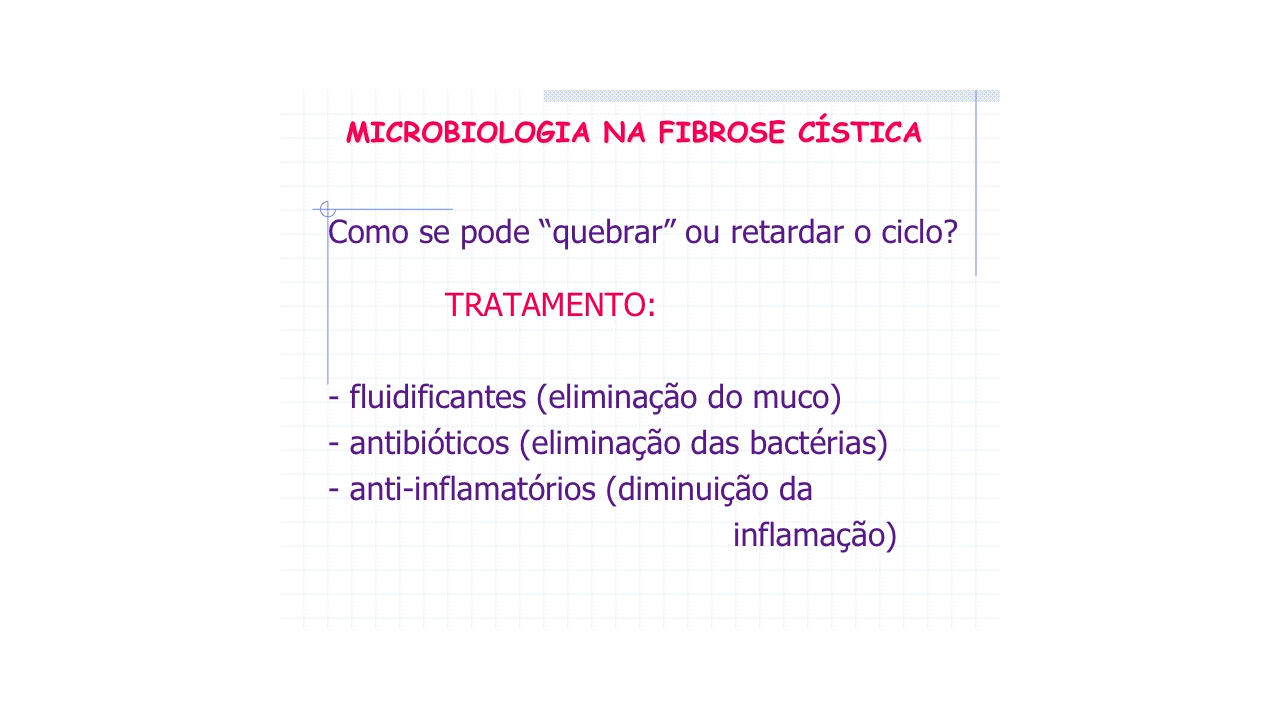 MICROBIOLOGIA NA FIBROSE CÍSTICA
Como se pode “quebrar” ou retardar o ciclo?
TRATAMENTO:
- fluidificantes (eliminação do muco)
- antibióticos (eliminação das bactérias)
- anti-inflamatórios (diminuição da
inflamação)